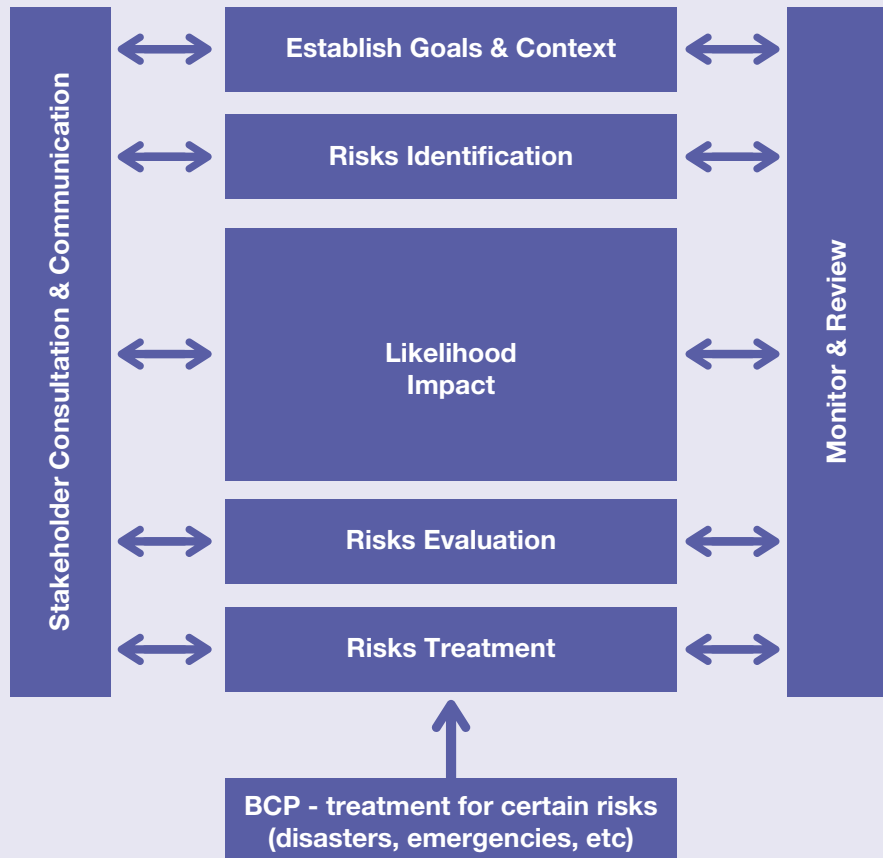 Stakeholder Consultation & Communication
Establish Goals & Context
Risks Identification
Likelihood
Impact
Risks Evaluation
Risks Treatment
Monitor & Review
BCP - treatment for certain risks
(disasters, emergencies, etc)